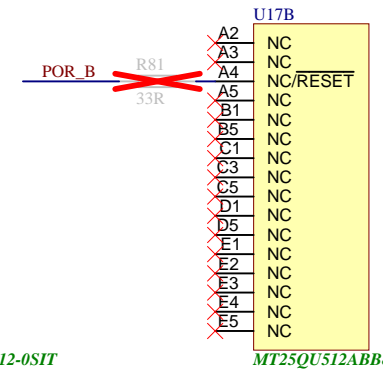 U17B
A2 NC
A3 NC
POR_B R81 33R A4 NC/RESET
A5 NC
B1 NC
B5 NC
C1 NC
C3 NC
C5 NC
D1 NC
D5 NC
E1 NC
E2 NC
E3 NC
E4 NC
E5 NC
12-0SIT MT25QU512ABB